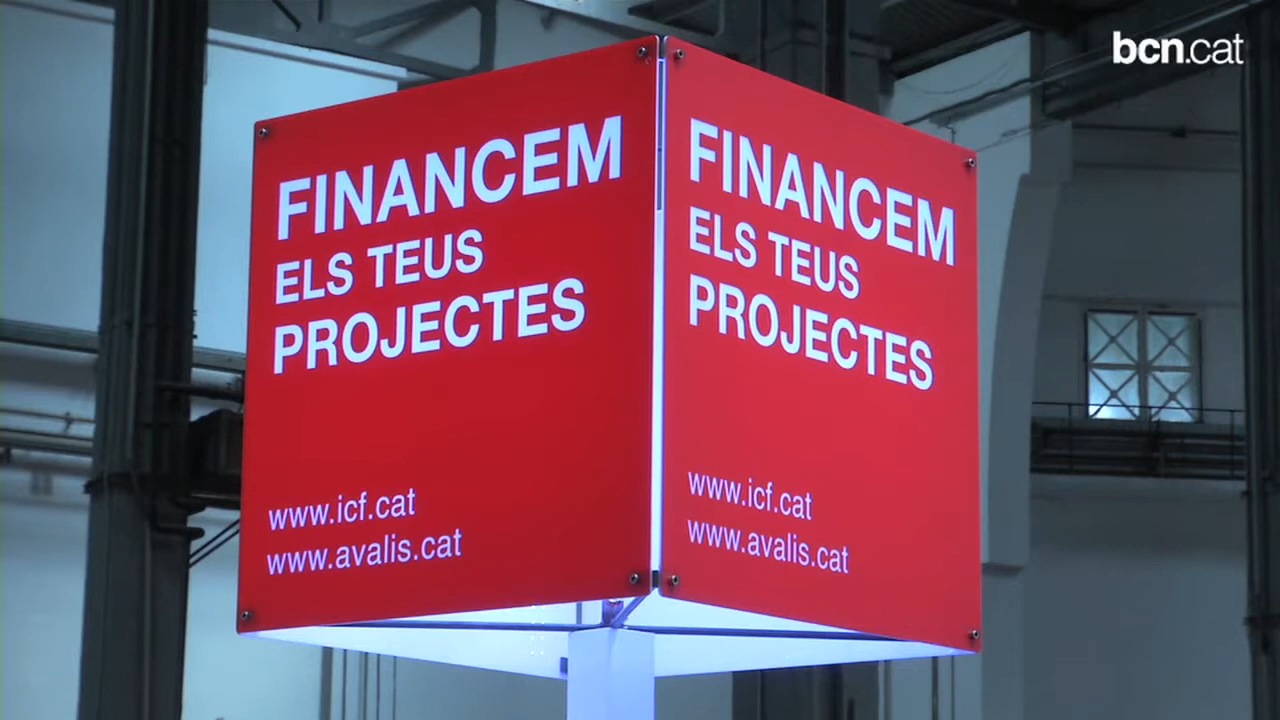 bcn.cat
FINANCEM
ELS TEUS
PROJECTES
www.icf.cat
www.avalis.cat
FINANCEM
ELS TEUS
PROJECTES
www.icf.cat
www.avalis.cat